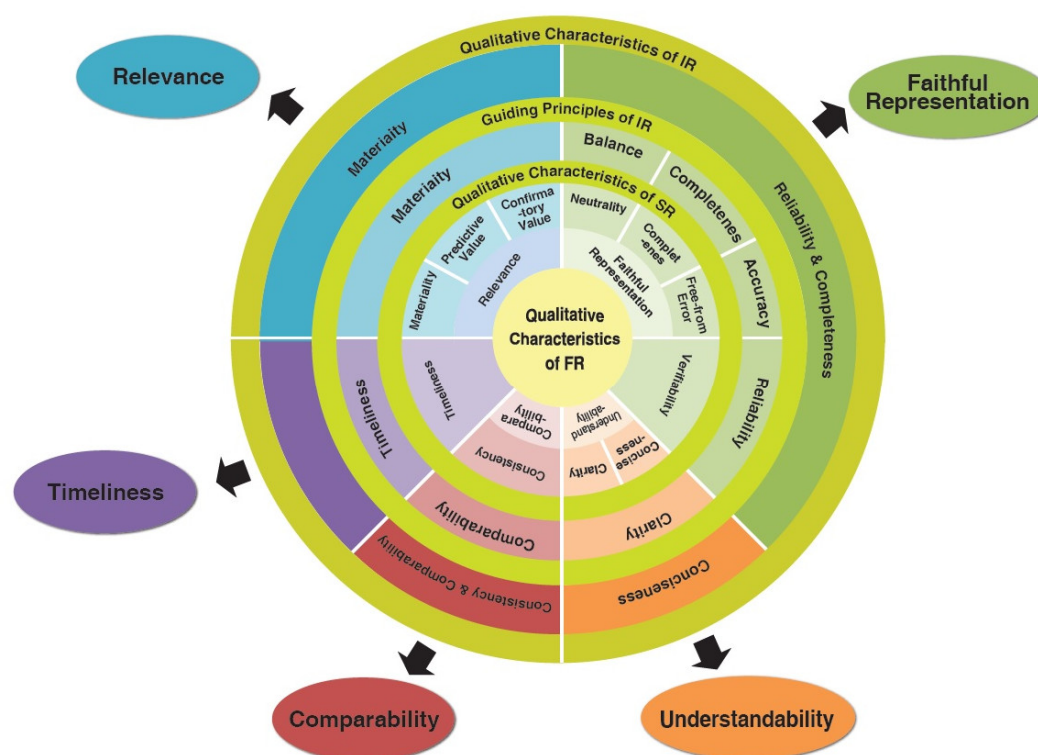 Relevance
Faithful
Representation
Timeliness
Comparability
Understandability
Qualitative Characteristics of IR
Materiaity
Reliability & Completeness
Conciseness
Consistency & Comparability
Guiding Principles of IR
Materiaity
Balance
Completenes
Accuracy
Reliability
Clarity
Comparability
Timeliness
Qualitative Characteristics of SR
Materiality
Predictive
Value
Confirma
-tory
Value
Neutrality
Complet
-enes
Free-from
Error
Relevance
Faithful
Representation
Verifiability
Understand
-ability
Concise
-ness
Clarity
Compara
-bility
Consistency
Timeliness
Qualitative
Characteristics
of FR